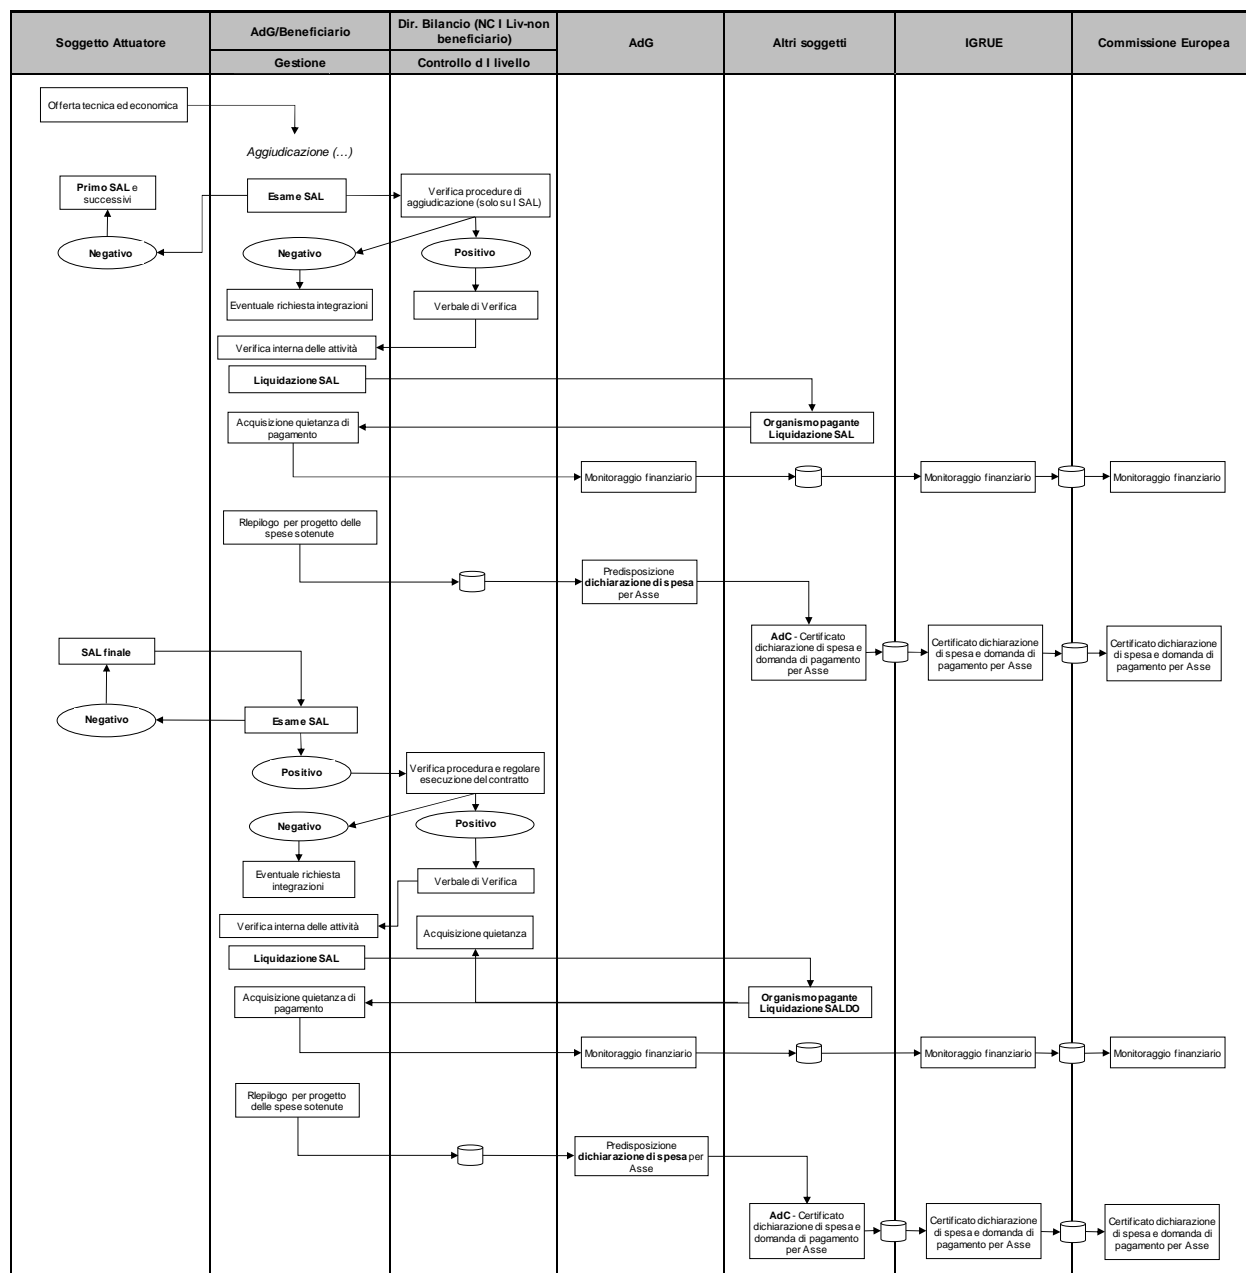 Soggetto Attuatore
AdG/Beneficiario
Dir. Bilancio (NC I Liv-non
beneficiario)
AdG
Altri soggetti
IGRUE
Commissione Europea
Gestione
Controllo d I livello
Offerta tecnica ed economica
Aggiudicazione (…)
Primo SAL e
successivi
Esame SAL
Verifica procedure di
aggiudicazione (solo su I SAL)
Negativo
Negativo
Positivo
Eventuale richiesta integrazioni
Verbale di Verifica
Verifica interna delle attività
Liquidazione SAL
Acquisizione quietanza di
pagamento
Organismo pagante
Liquidazione SAL
Monitoraggio finanziario
Monitoraggio finanziario
Monitoraggio finanziario
RIepilogo per progetto delle
spese sotenute
Predisposizione
dichiarazione di spesa
per Asse
AdC - Certificato
dichiarazione di spesa e
domanda di pagamento
per Asse
Certificato dichiarazione
di spesa e domanda di
pagamento per Asse
Certificato dichiarazione
di spesa e domanda di
pagamento per Asse
SAL finale
Negativo
Esame SAL
Positivo
Verifica procedura e regolare
esecuzione del contratto
Negativo
Positivo
Eventuale richiesta
integrazioni
Verbale di Verifica
Verifica interna delle attività
Acquisizione quietanza
Liquidazione SAL
Acquisizione quietanza di
pagamento
Organismo pagante
Liquidazione SALDO
Monitoraggio finanziario
Monitoraggio finanziario
Monitoraggio finanziario
RIepilogo per progetto
delle spese sotenute
Predisposizione
dichiarazione di spesa per
Asse
AdC - Certificato
dichiarazione di spesa e
domanda di pagamento
per Asse
Certificato dichiarazione
di spesa e domanda di
pagamento per Asse
Certificato dichiarazione
di spesa e domanda di
pagamento per Asse